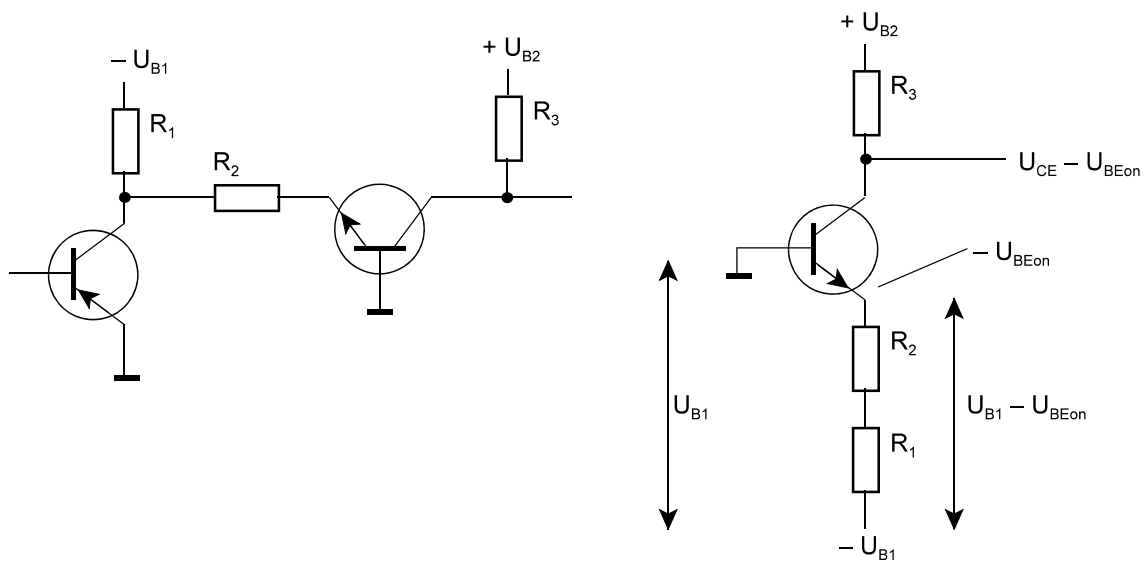 – U_B1
R_1
R_2
+ U_B2
R_3
+ U_B2
R_3
U_CE – U_BEon
– U_BEon
R_2
U_B1
U_B1 – U_BEon
R_1
– U_B1